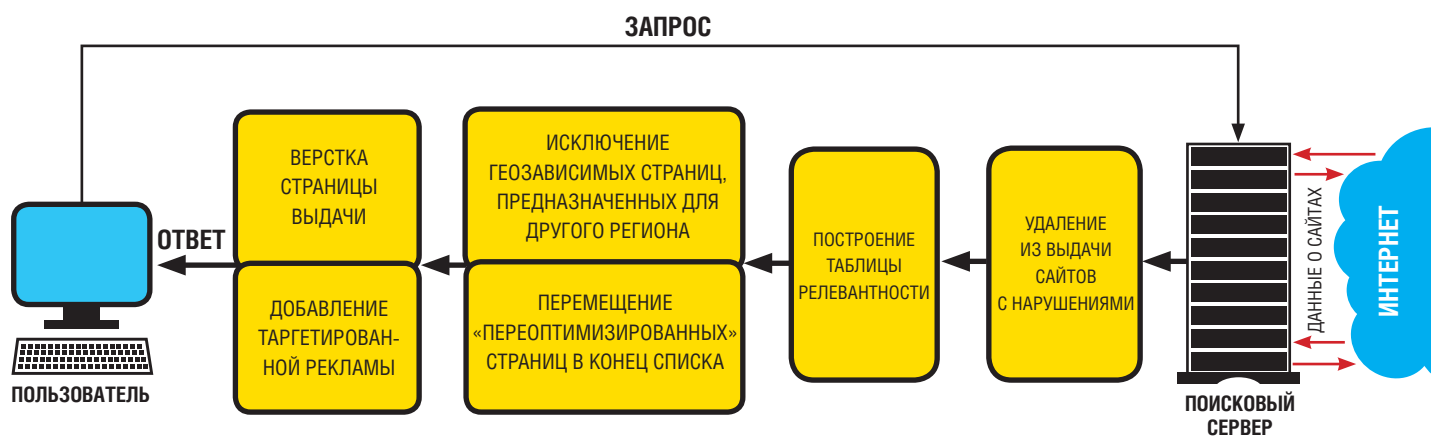 ЗАПРОС
ВЕРСТКА
СТРАНИЦЫ
ВЫДАЧИ
ИСКЛЮЧЕНИЕ
ГЕОЗАВИСИМЫХ СТРАНИЦ,
ПРЕДНАЗНАЧЕННЫХ ДЛЯ
ДРУГОГО РЕГИОНА
ОТВЕТ
ДОБАВЛЕНИЕ
ТАРГЕТИРОВАН-
НОЙ РЕКЛАМЫ
ПЕРЕМЕЩЕНИЕ
«ПЕРЕОПТИМИЗИРОВАННЫХ»
СТРАНИЦ В КОНЕЦ СПИСКА
ПОСТРОЕНИЕ
ТАБЛИЦЫ
РЕЛЕВАНТНОСТИ
УДАЛЕНИЕ
ИЗ ВЫДАЧИ
САЙТОВ
С НАРУШЕНИЯМИ
ДАННЫЕ О САЙТАХ
ИНТЕРНЕТ
ПОЛЬЗОВАТЕЛЬ
ПОИСКОВЫЙ
СЕРВЕР